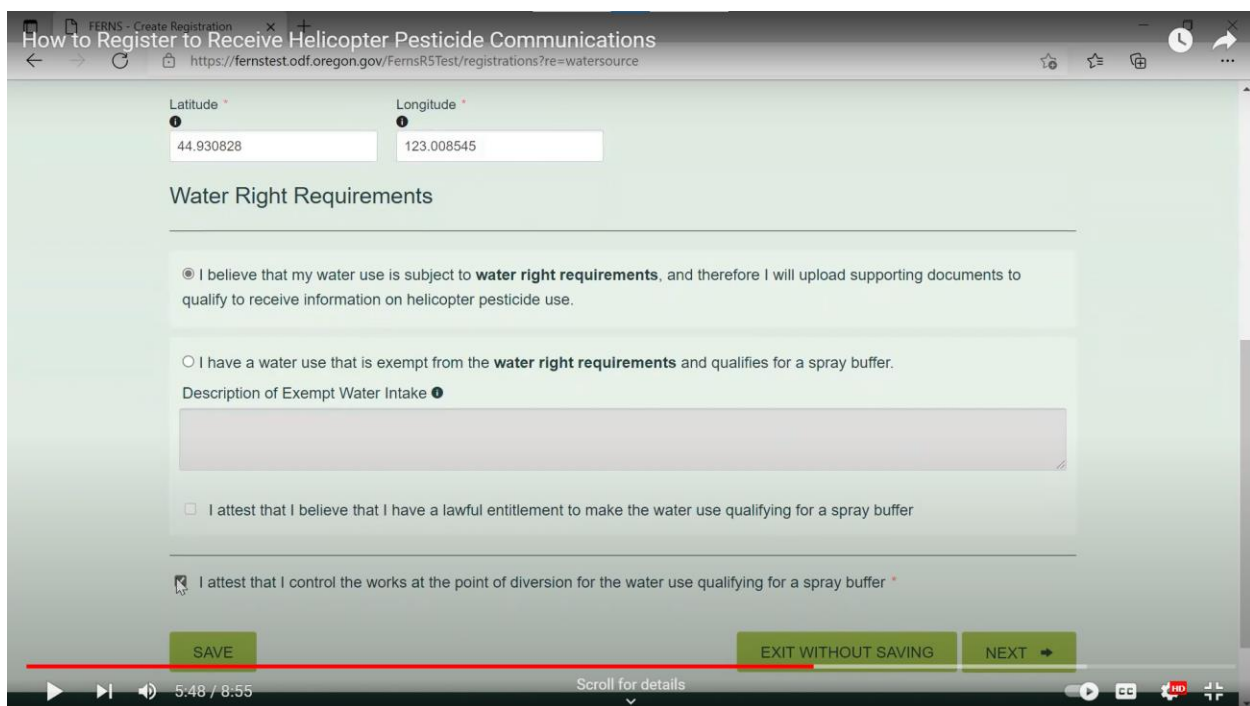 FERNS - Create Registration
How to Register to Receive Helicopter Pesticide Communications
https://fernstest.odf.oregon.gov/FernsR5Test/registrations?re=watersource
Latitude * Longitude *
44.930828 123.008545
Water Right Requirements
I believe that my water use is subject to water right requirements, and therefore I will upload supporting documents to
qualify to receive information on helicopter pesticide use.
I have a water use that is exempt from the water right requirements and qualifies for a spray buffer.
Description of Exempt Water Intake
I attest that I believe that I have a lawful entitlement to make the water use qualifying for a spray buffer
I attest that I control the works at the point of diversion for the water use qualifying for a spray buffer *
SAVE EXIT WITHOUT SAVING NEXT
5:48 / 8:55 Scroll for details CC HD